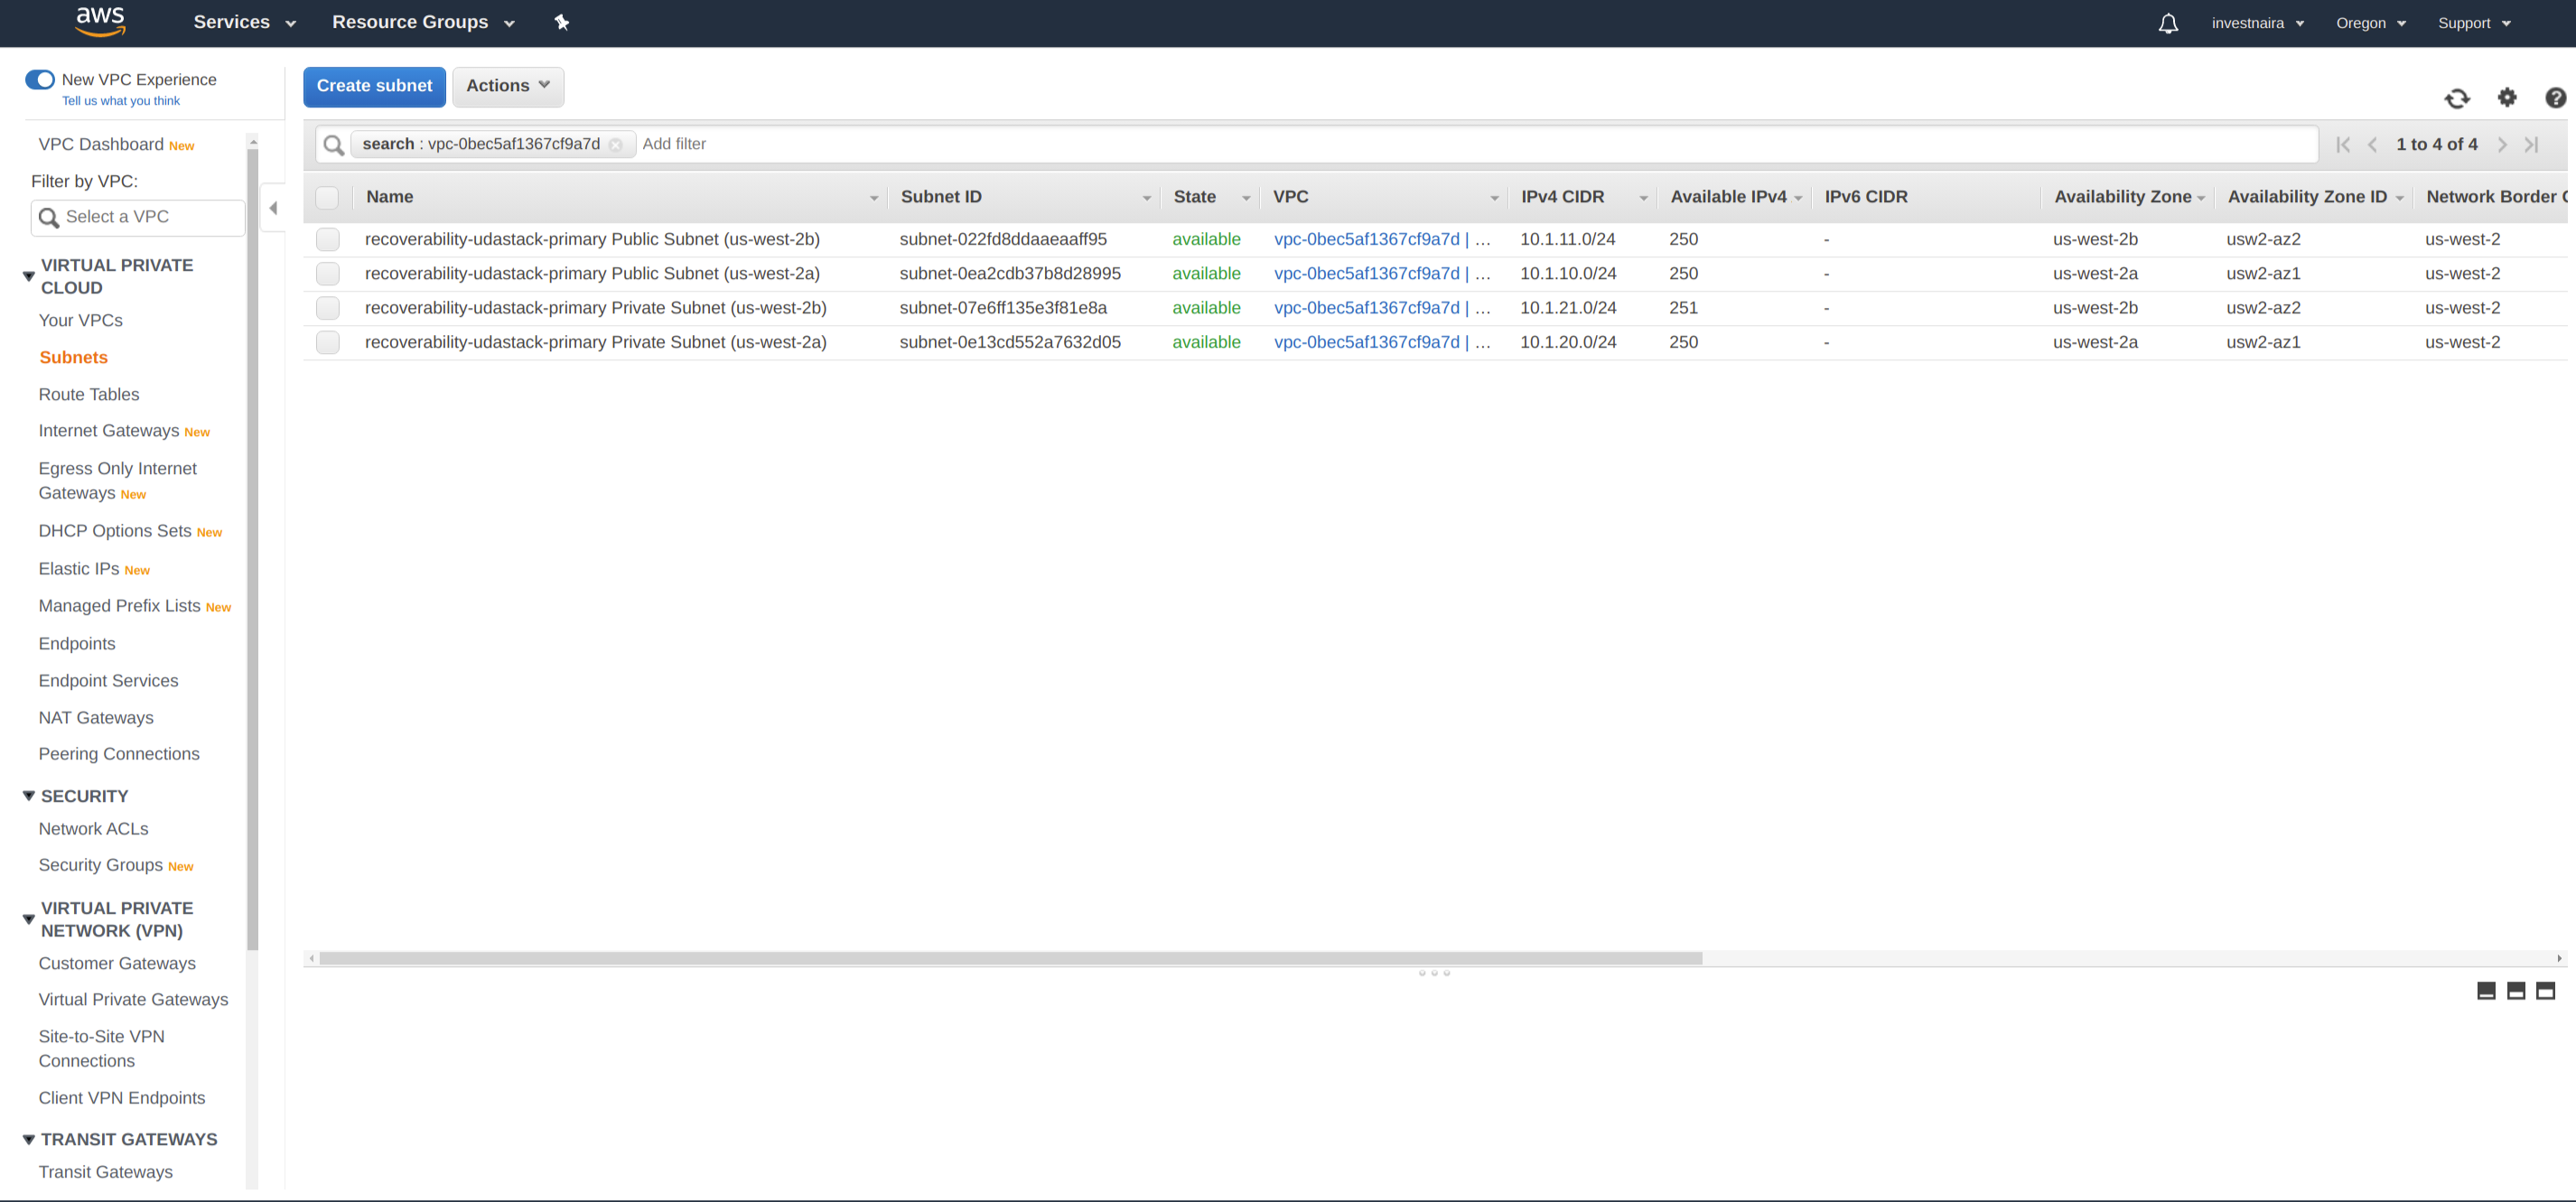 aws Services Resource Groups investnaira Oregon Support
New VPC Experience
Tell us what you think
VPC Dashboard New
Filter by VPC:
Select a VPC
VIRTUAL PRIVATE
CLOUD
Your VPCs
Subnets
Route Tables
Internet Gateways New
Egress Only Internet
Gateways New
DHCP Options Sets New
Elastic IPs New
Managed Prefix Lists New
Endpoints
Endpoint Services
NAT Gateways
Peering Connections
SECURITY
Network ACLs
Security Groups New
VIRTUAL PRIVATE
NETWORK (VPN)
Customer Gateways
Virtual Private Gateways
Site-to-Site VPN
Connections
Client VPN Endpoints
TRANSIT GATEWAYS
Transit Gateways
Create subnet Actions
search : vpc-0bec5af1367cf9a7d Add filter 1 to 4 of 4
Name Subnet ID State VPC IPv4 CIDR Available IPv4 IPv6 CIDR Availability Zone Availability Zone ID Network Border
recoverability-udastack-primary Public Subnet (us-west-2b) subnet-022fd8ddaaeaaff95 available vpc-0bec5af1367cf9a7d | ... 10.1.11.0/24 250 - us-west-2b usw2-az2 us-west-2
recoverability-udastack-primary Public Subnet (us-west-2a) subnet-0ea2cdb37b8d28995 available vpc-0bec5af1367cf9a7d | ... 10.1.10.0/24 250 - us-west-2a usw2-az1 us-west-2
recoverability-udastack-primary Private Subnet (us-west-2b) subnet-07e6ff135e3f81e8a available vpc-0bec5af1367cf9a7d | ... 10.1.21.0/24 251 - us-west-2b usw2-az2 us-west-2
recoverability-udastack-primary Private Subnet (us-west-2a) subnet-0e13cd552a7632d05 available vpc-0bec5af1367cf9a7d | ... 10.1.20.0/24 250 - us-west-2a usw2-az1 us-west-2